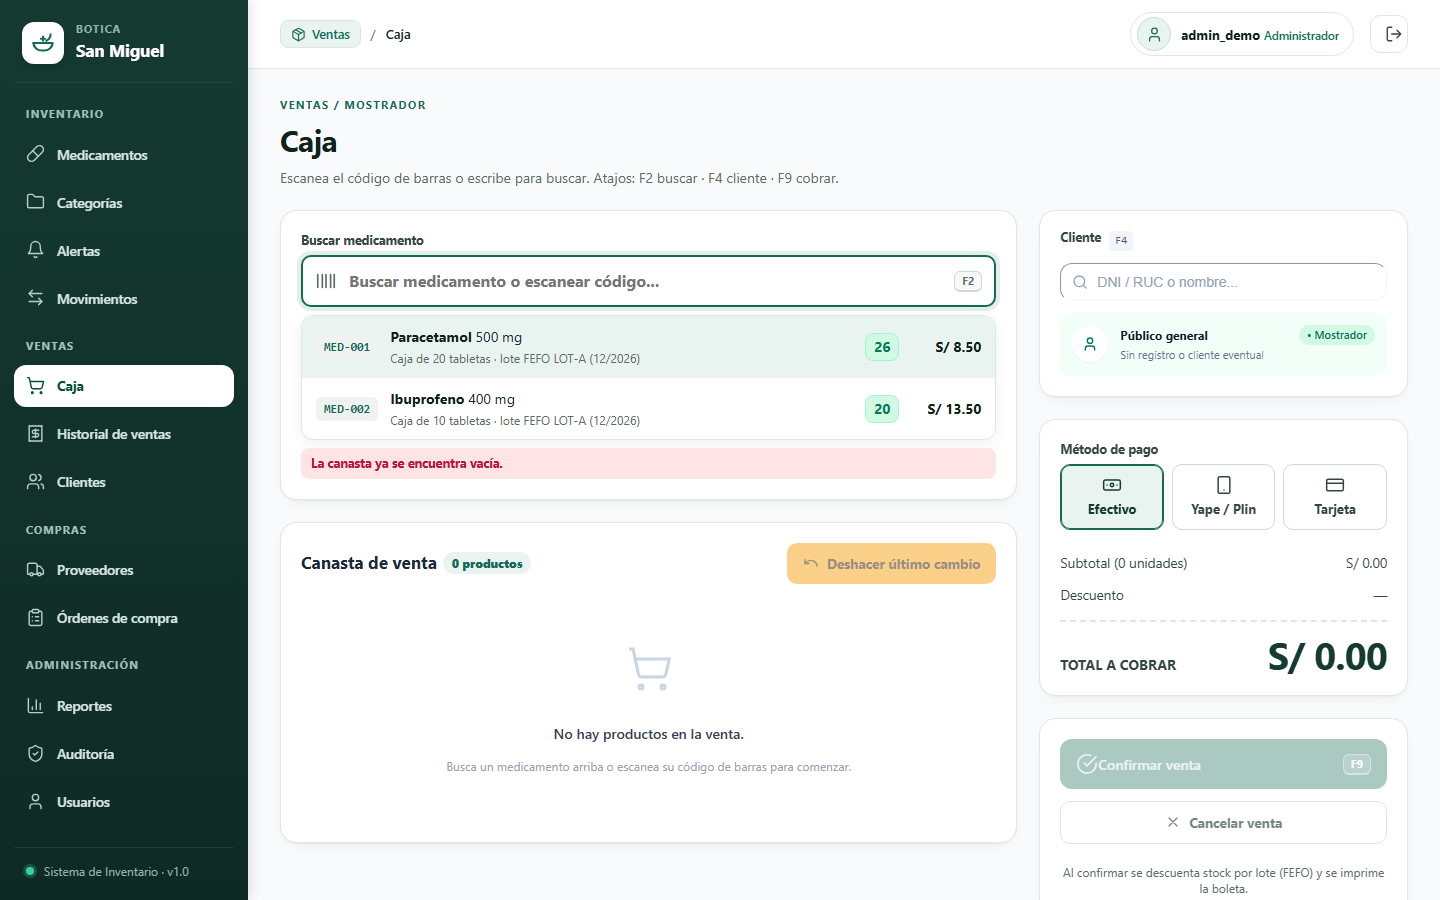 BOTICA
San Miguel
INVENTARIO
Medicamentos
Categorías
Alertas
Movimientos
VENTAS
Caja
Historial de ventas
Clientes
COMPRAS
Proveedores
Órdenes de compra
ADMINISTRACIÓN
Reportes
Auditoría
Usuarios
Sistema de Inventario · v1.0
Ventas / Caja
admin_demo Administrador
VENTAS / MOSTRADOR
Caja
Escanea el código de barras o escribe para buscar. Atajos: F2 buscar · F4 cliente · F9 cobrar.
Buscar medicamento
Buscar medicamento o escanear código... F2
MED-001 Paracetamol 500 mg 26 S/ 8.50
Caja de 20 tabletas · lote FEFO LOT-A (12/2026)
MED-002 Ibuprofeno 400 mg 20 S/ 13.50
Caja de 10 tabletas · lote FEFO LOT-A (12/2026)
La canasta ya se encuentra vacía.
Canasta de venta 0 productos Deshacer último cambio
No hay productos en la venta.
Busca un medicamento arriba o escanea su código de barras para comenzar.
Cliente F4
DNI / RUC o nombre...
Público general • Mostrador
Sin registro o cliente eventual
Método de pago
Efectivo Yape / Plin Tarjeta
Subtotal (0 unidades) S/ 0.00
Descuento —
TOTAL A COBRAR S/ 0.00
Confirmar venta F9
Cancelar venta
Al confirmar se descuenta stock por lote (FEFO) y se imprime
la boleta.